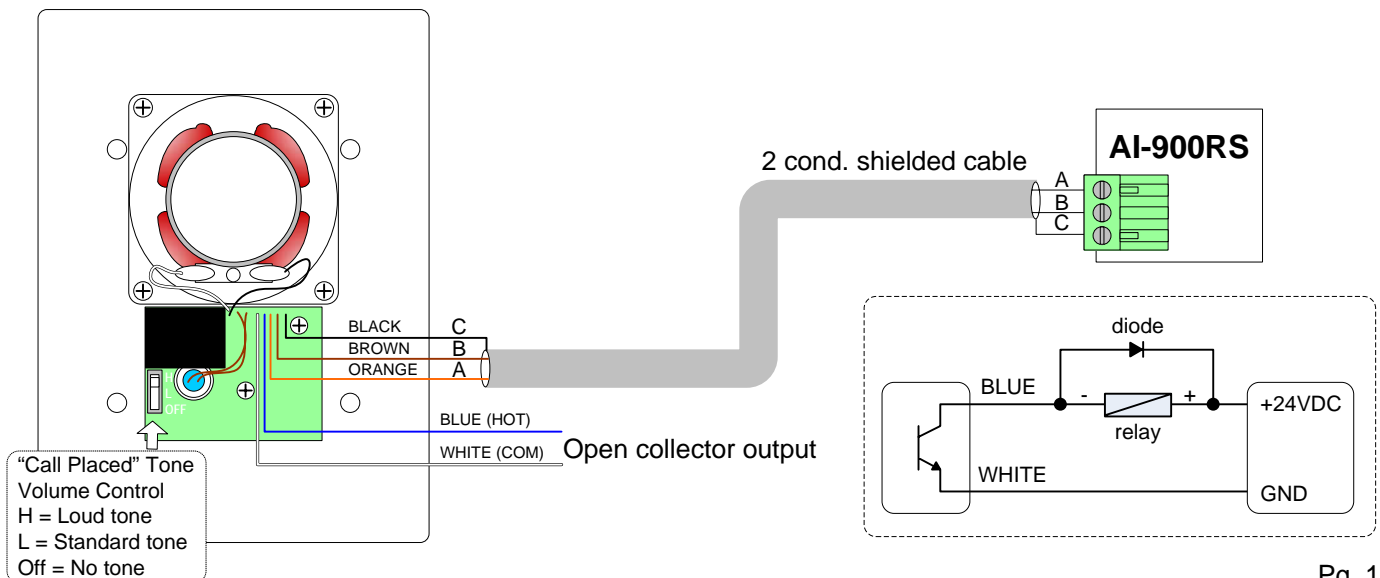 2 cond. shielded cable
AI-900RS
A
B
C
BLACK C
BROWN B
ORANGE A
BLUE (HOT)
WHITE (COM)
Open collector output
L
OFF
“Call Placed” Tone
Volume Control
H = Loud tone
L = Standard tone
Off = No tone
diode
BLUE
- +
relay
+24VDC
WHITE
GND
Pg. 1